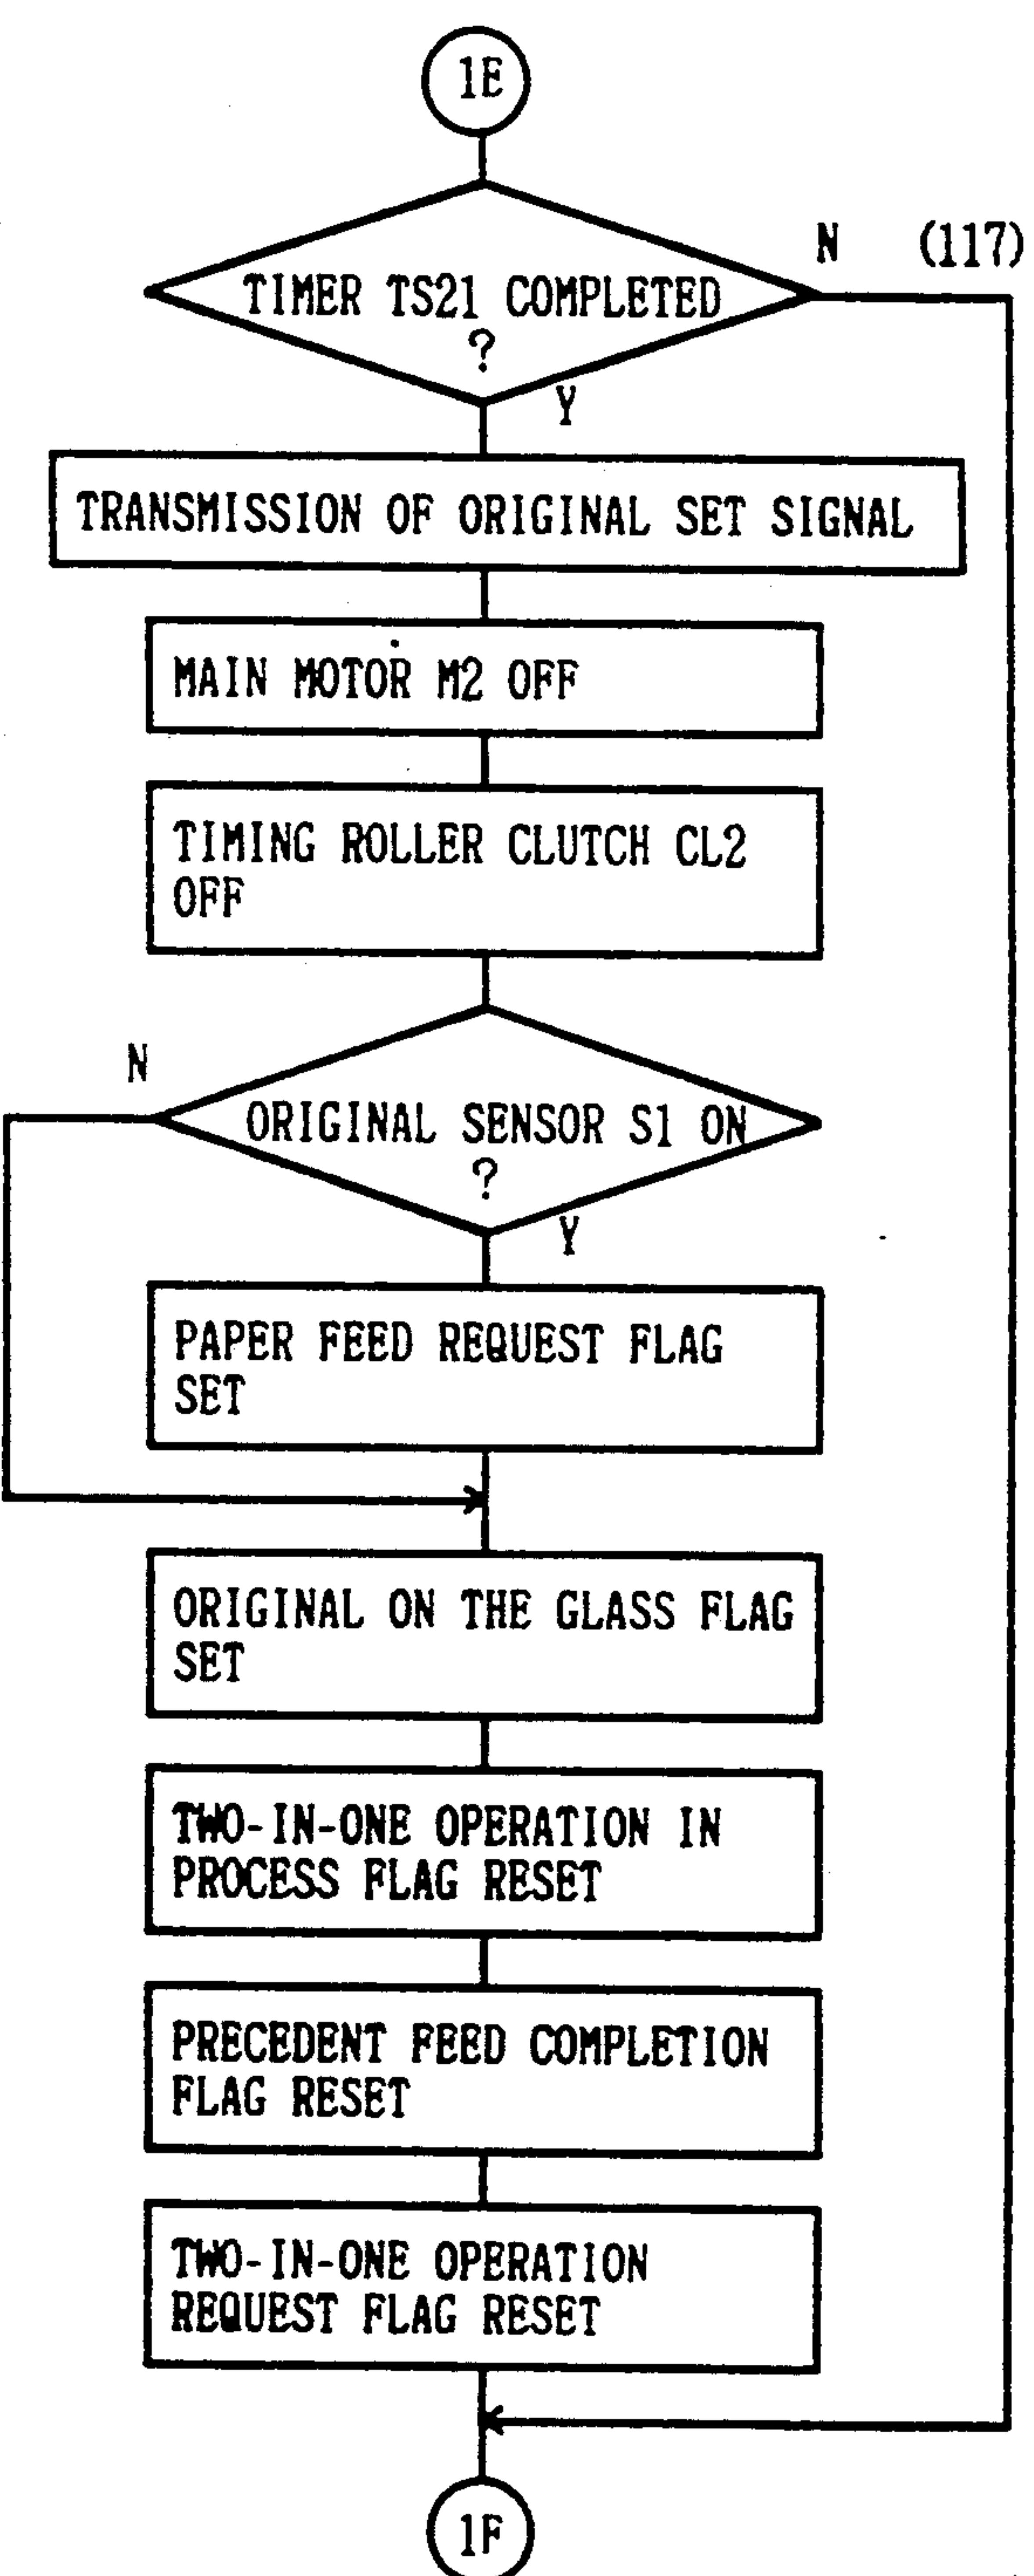 1E
N (117)
TIMER TS21 COMPLETED
?
Y
TRANSMISSION OF ORIGINAL SET SIGNAL
MAIN MOTOR M2 OFF
TIMING ROLLER CLUTCH CL2
OFF
N
ORIGINAL SENSOR S1 ON
?
Y
PAPER FEED REQUEST FLAG
SET
ORIGINAL ON THE GLASS FLAG
SET
TWO-IN-ONE OPERATION IN
PROCESS FLAG RESET
PRECEDENT FEED COMPLETION
FLAG RESET
TWO-IN-ONE OPERATION
REQUEST FLAG RESET
1F